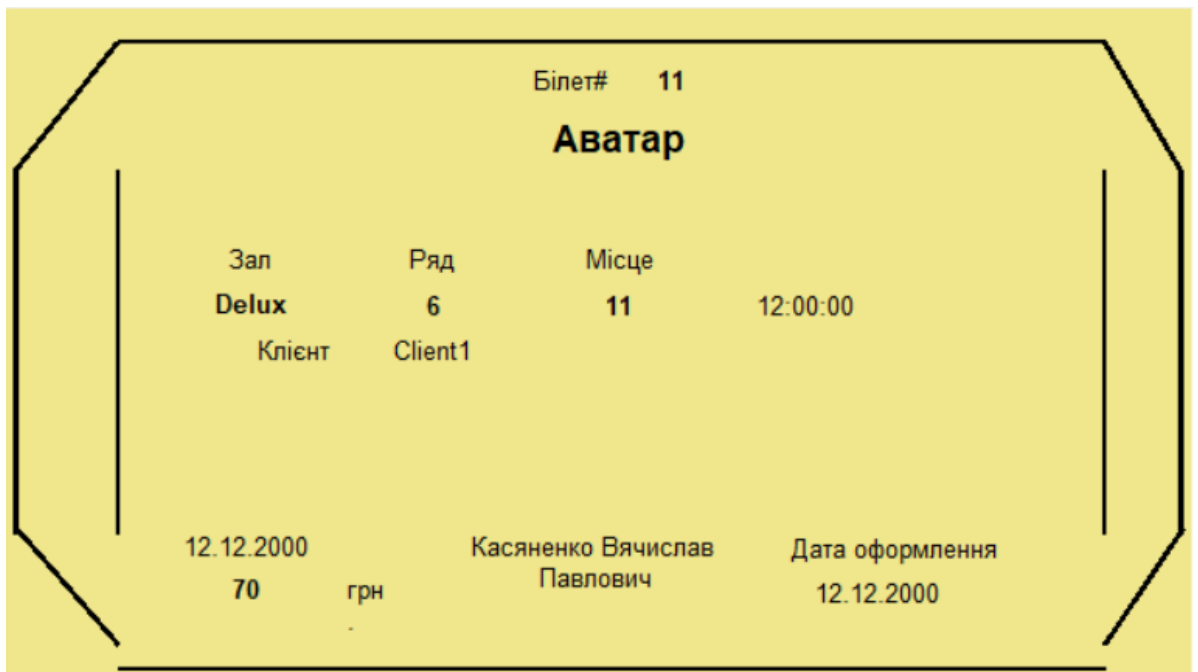 Білет# 11
Аватар
Зал Ряд Місце
Delux 6 11 12:00:00
Клієнт Client1
12.12.2000 Касяненко Вячислав Дата оформлення
Павлович
70 грн 12.12.2000
.